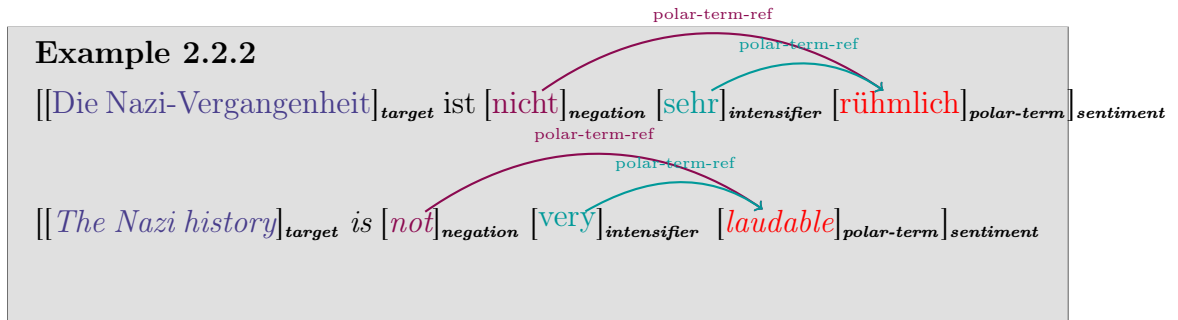 polar-term-ref
Example 2.2.2
polar-term-ref
[[Die Nazi-Vergangenheit]target ist [nicht]negation [sehr]intensifier [rühmlich]polar-term]sentiment
polar-term-ref
polar-term-ref
[[The Nazi history]target is [not]negation [very]intensifier [laudable]polar-term]sentiment